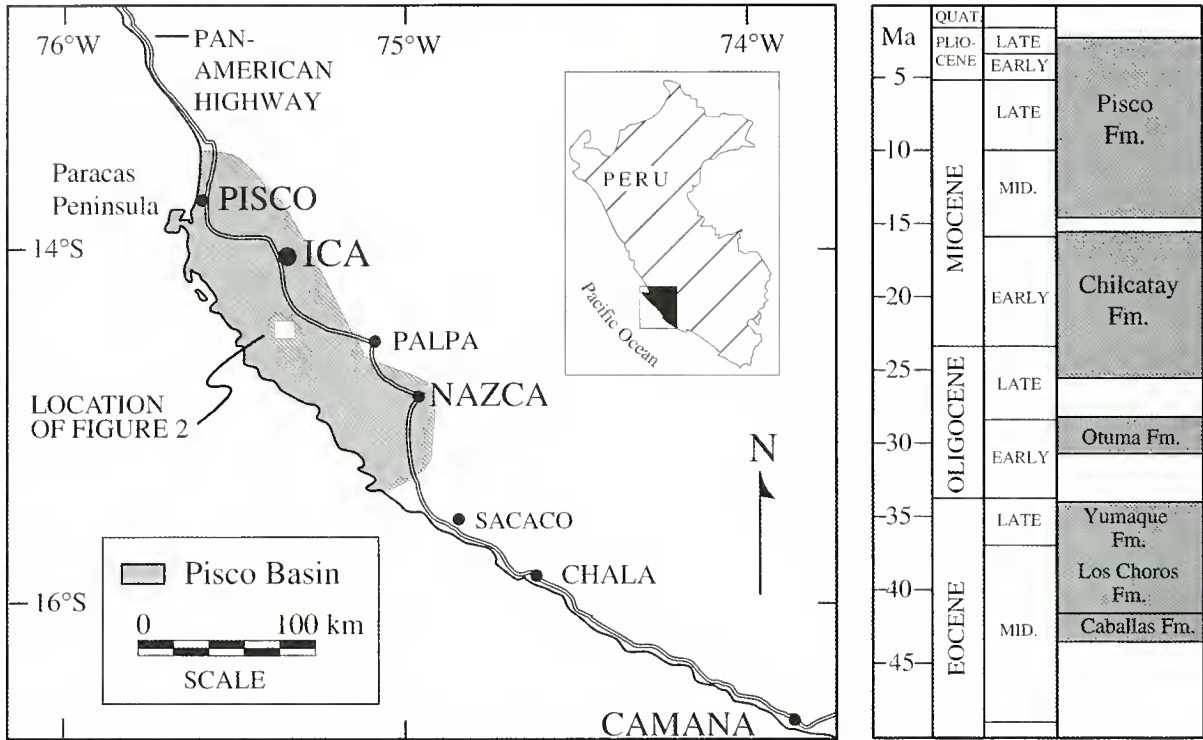 76°W
75°W
74°W
PAN-
AMERICAN
HIGHWAY
Paracas
Peninsula
PISCO
14°S
ICA
PALPA
NAZCA
LOCATION
OF FIGURE 2
PERU
Pacific Ocean
N
SACACO
CHALA
Pisco Basin
0 100 km
SCALE
16°S
CAMANA
Ma
5
10
15
20
25
30
35
40
45
QUAT.
PLIO-
CENE
MIOCENE
OLIGOCENE
EOCENE
LATE
EARLY
LATE
MID.
EARLY
LATE
EARLY
LATE
MID.
Pisco
Fm.
Chilcatay
Fm.
Otuma Fm.
Yumaque
Fm.
Los Choros
Fm.
Caballas Fm.